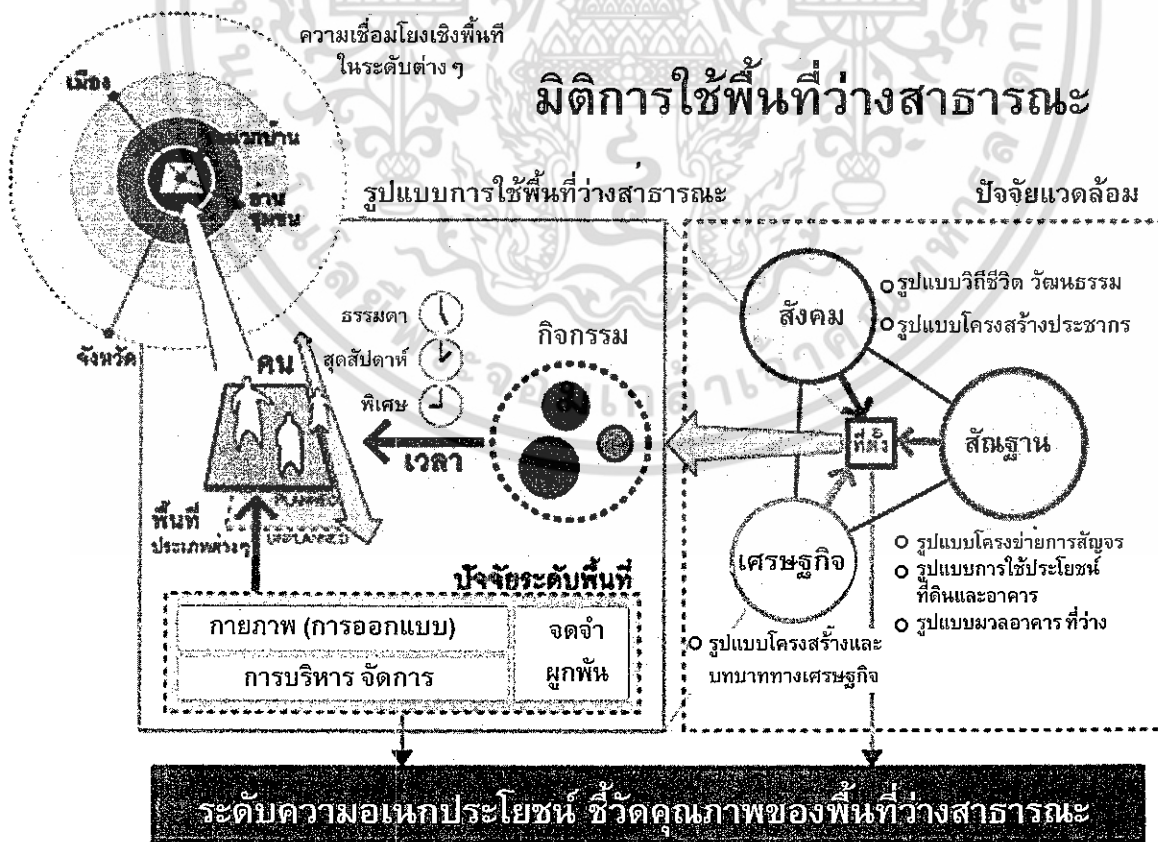 ความเชื่อมโยงเชิงพื้นที่
ในระดับต่างๆ
มิติการใช้พื้นที่ว่างสาธารณะ
เมือง
ย่าน
ชุมชน
จังหวัด
รูปแบบการใช้พื้นที่ว่างสาธารณะ
ปัจจัยแวดล้อม
ธรรมดา
สุดสัปดาห์
พิเศษ
กิจกรรม
คน
เวลา
PLANNED
UNPLANNED
พื้นที่
ประเภทต่างๆ
สังคม
รูปแบบวิถีชีวิต วัฒนธรรม
รูปแบบโครงสร้างประชากร
ที่ตั้ง
สัณฐาน
เศรษฐกิจ
รูปแบบโครงข่ายการสัญจร
รูปแบบการใช้ประโยชน์
ที่ดินและอาคาร
รูปแบบมวลอาคาร ที่ว่าง
รูปแบบโครงสร้างและ
บทบาททางเศรษฐกิจ
ปัจจัยระดับพื้นที่
กายภาพ (การออกแบบ)
การบริหาร จัดการ
จดจำ
ผูกพัน
ระดับความอเนกประโยชน์ ชี้วัดคุณภาพของพื้นที่ว่างสาธารณะ